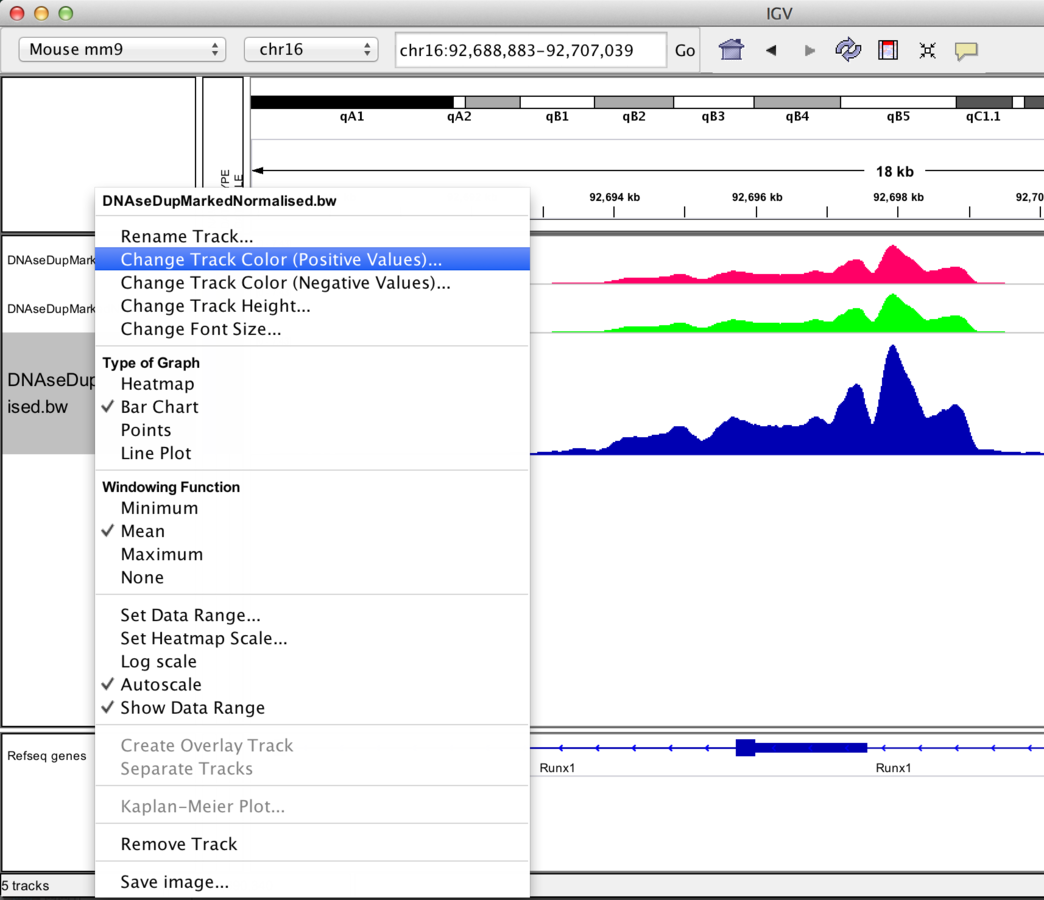 IGV
Mouse mm9
chr16
chr16:92,688,883-92,707,039
Go
qA1
qA2
qB1
qB2
qB3
qB4
qB5
qC1.1
18 kb
92,694 kb
92,696 kb
92,698 kb
92,70
YPE
LE
DNAseDupMark
DNAseDupMark
DNAseDup
ised.bw
DNAseDupMarkedNormalised.bw
Rename Track...
Change Track Color (Positive Values)...
Change Track Color (Negative Values)...
Change Track Height...
Change Font Size...
Type of Graph
Heatmap
Bar Chart
Points
Line Plot
Windowing Function
Minimum
Mean
Maximum
None
Set Data Range...
Set Heatmap Scale...
Log scale
Autoscale
Show Data Range
Create Overlay Track
Separate Tracks
Kaplan-Meier Plot...
Remove Track
Save image...
Refseq genes
Runx1
Runx1
5 tracks